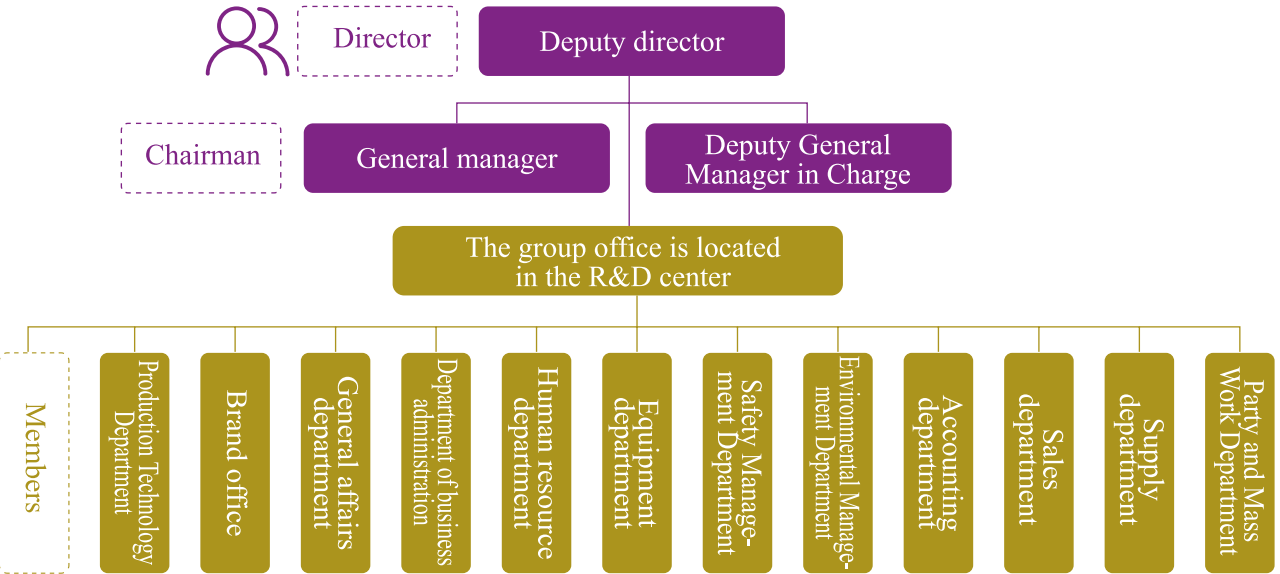 Director
Deputy director
Chairman
General manager
Deputy General
Manager in Charge
The group office is located
in the R&D center
Members
Production Technology
Department
Brand office
General affairs
department
Department of business
administration
Human resource
department
Equipment
department
Safety Manage-
ment Department
Environmental Manage-
ment Department
Accounting
department
Sales
department
Supply
department
Party and Mass
Work Department